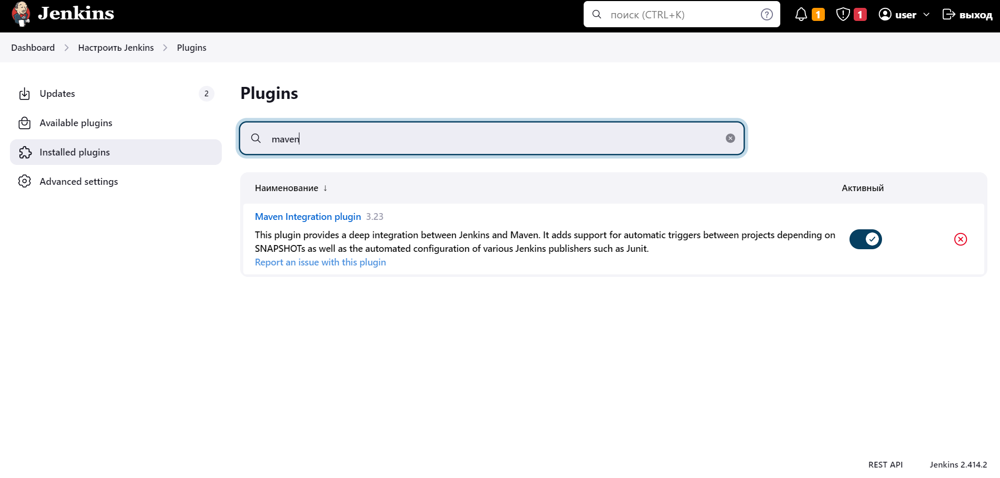 Jenkins
поиск (CTRL+K)
1
1
user
выход
Dashboard
Настроить Jenkins
Plugins
Updates
2
Available plugins
Installed plugins
Advanced settings
Plugins
maven
Наименование ↓
Активный
Maven Integration plugin 3.23
This plugin provides a deep integration between Jenkins and Maven. It adds support for automatic triggers between projects depending on
SNAPSHOTs as well as the automated configuration of various Jenkins publishers such as Junit.
Report an issue with this plugin
REST API
Jenkins 2.414.2